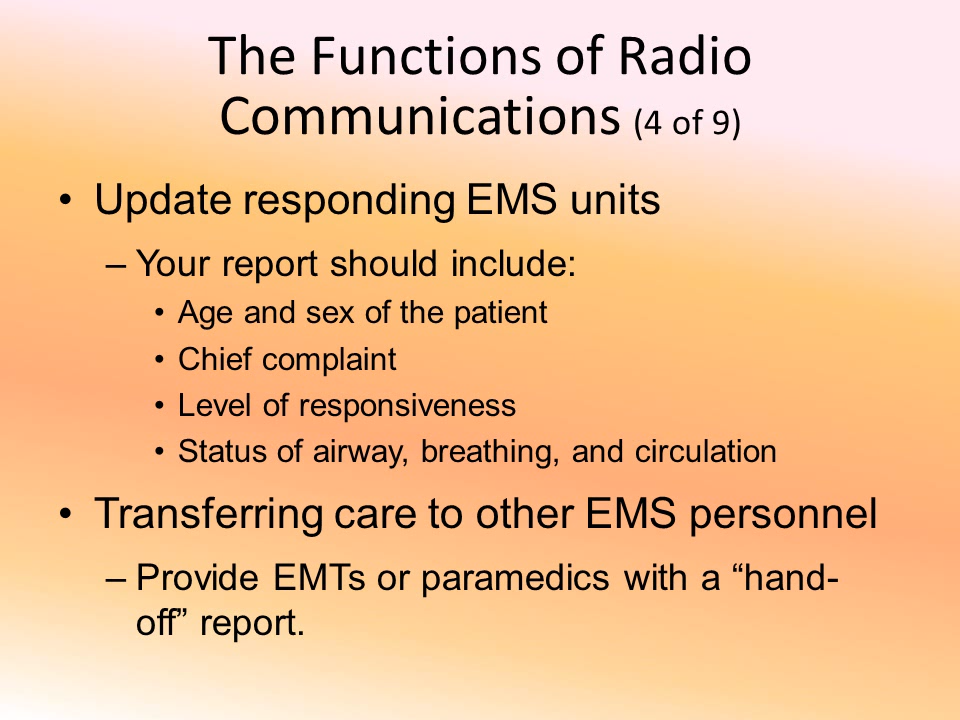 The Functions of Radio
Communications (4 of 9)
• Update responding EMS units
– Your report should include:
• Age and sex of the patient
• Chief complaint
• Level of responsiveness
• Status of airway, breathing, and circulation
• Transferring care to other EMS personnel
– Provide EMTs or paramedics with a “hand-
off” report.